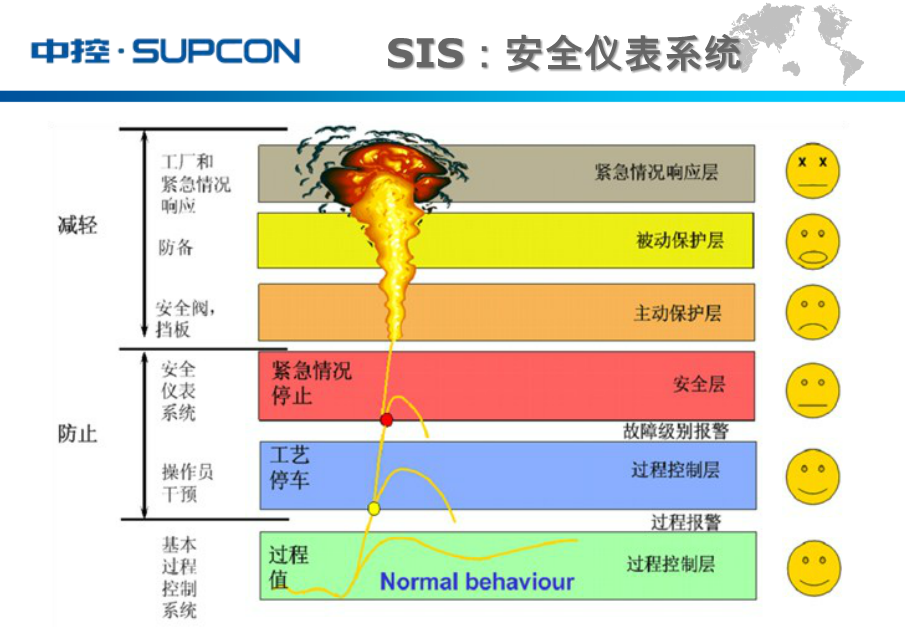 中控·SUPCON
SIS：安全仪表系统
减轻
工厂和
紧急情况
响应
紧急情况响应层
x x
防备
被动保护层
安全阀，
挡板
主动保护层
防止
安全
仪表
系统
紧急情况
停止
安全层
故障级别报警
操作员
干预
工艺
停车
过程控制层
过程报警
基本
过程
控制
系统
过程
值
Normal behaviour
过程控制层